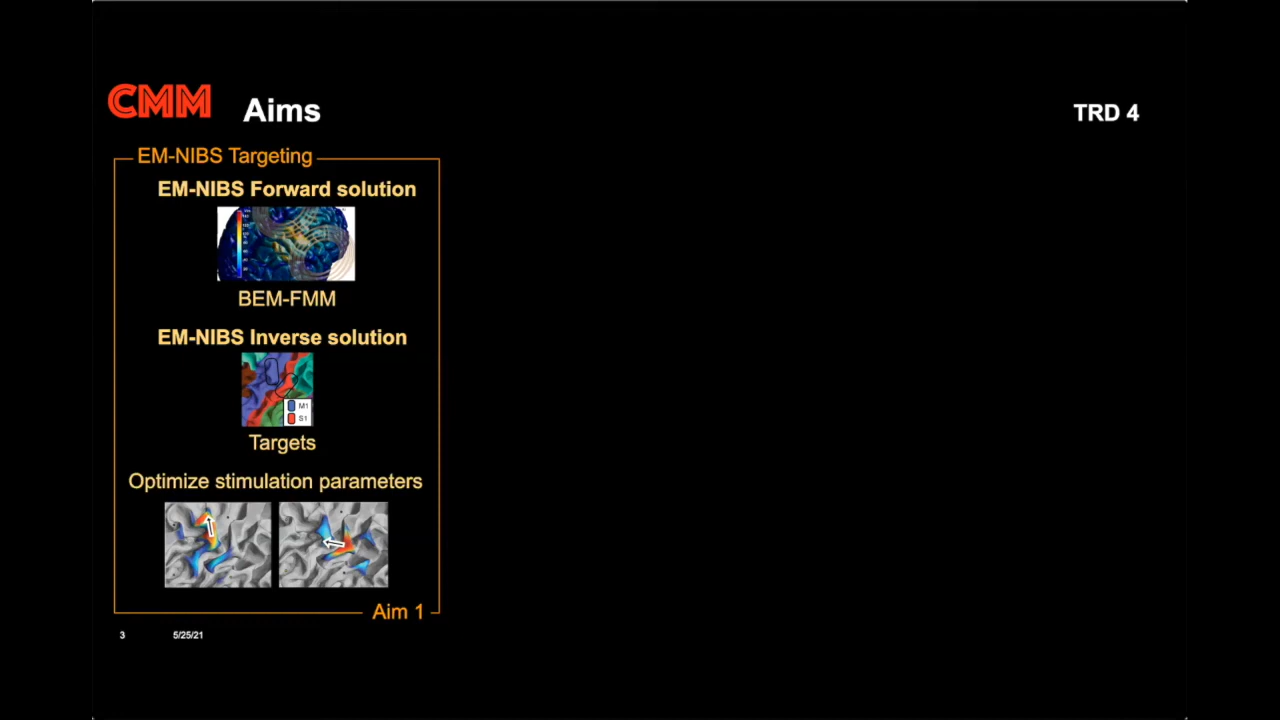 CMM
Aims
TRD 4
EM-NIBS Targeting
EM-NIBS Forward solution
BEM-FMM
EM-NIBS Inverse solution
M1
S1
Targets
Optimize stimulation parameters
Aim 1
3
5/25/21